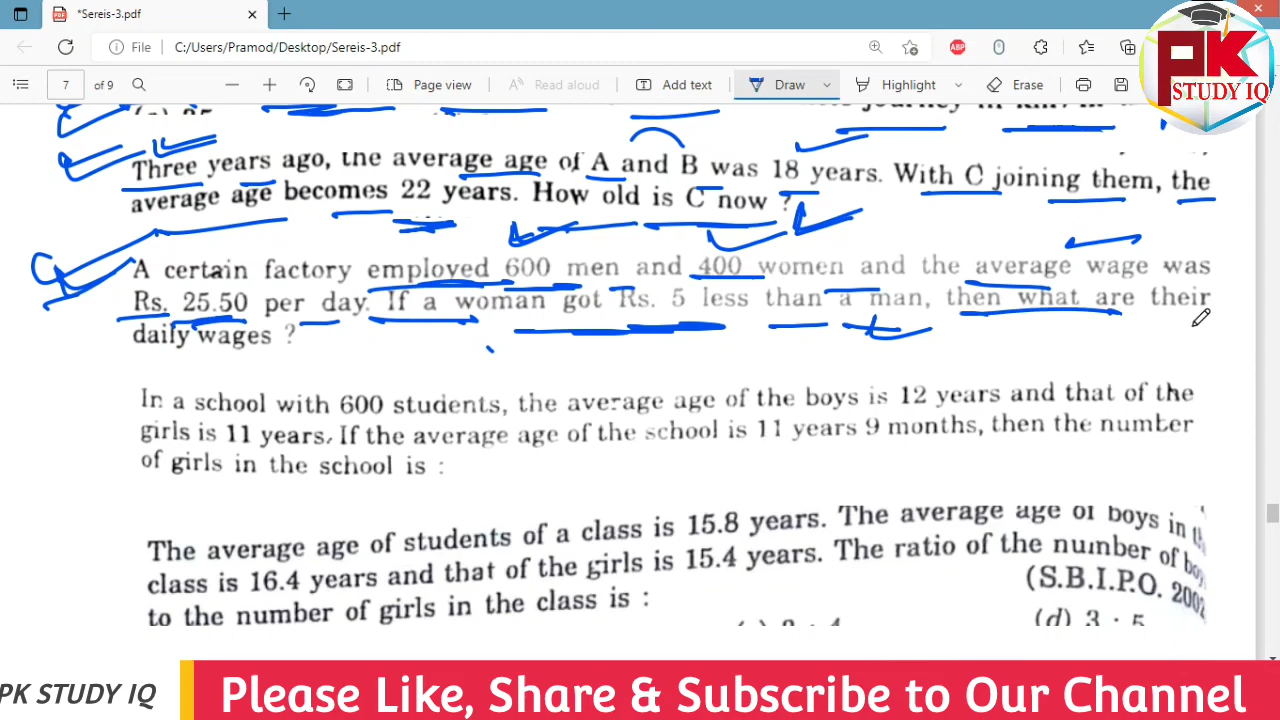 *Sereis-3.pdf
File C:/Users/Pramod/Desktop/Sereis-3.pdf
ABP
7 of 9
Page view
Read aloud
Add text
Draw
Highlight
Erase
PK
STUDY IQ
journey in
Three years ago, the average age of A and B was 18 years. With C joining them, the
average age becomes 22 years. How old is C now ?
A certain factory employed 600 men and 400 women and the average wage was
Rs. 25.50 per day. If a woman got Rs. 5 less than a man, then what are their
daily wages ?
In a school with 600 students, the average age of the boys is 12 years and that of the
girls is 11 years. If the average age of the school is 11 years 9 months, then the number
of girls in the school is :
The average age of students of a class is 15.8 years. The average age of boys in
class is 16.4 years and that of the girls is 15.4 years. The ratio of the number of
to the number of girls in the class is :
(S.B.I.P.O. 2002
(d) 3 : 5
PK STUDY IQ
Please Like, Share & Subscribe to Our Channel